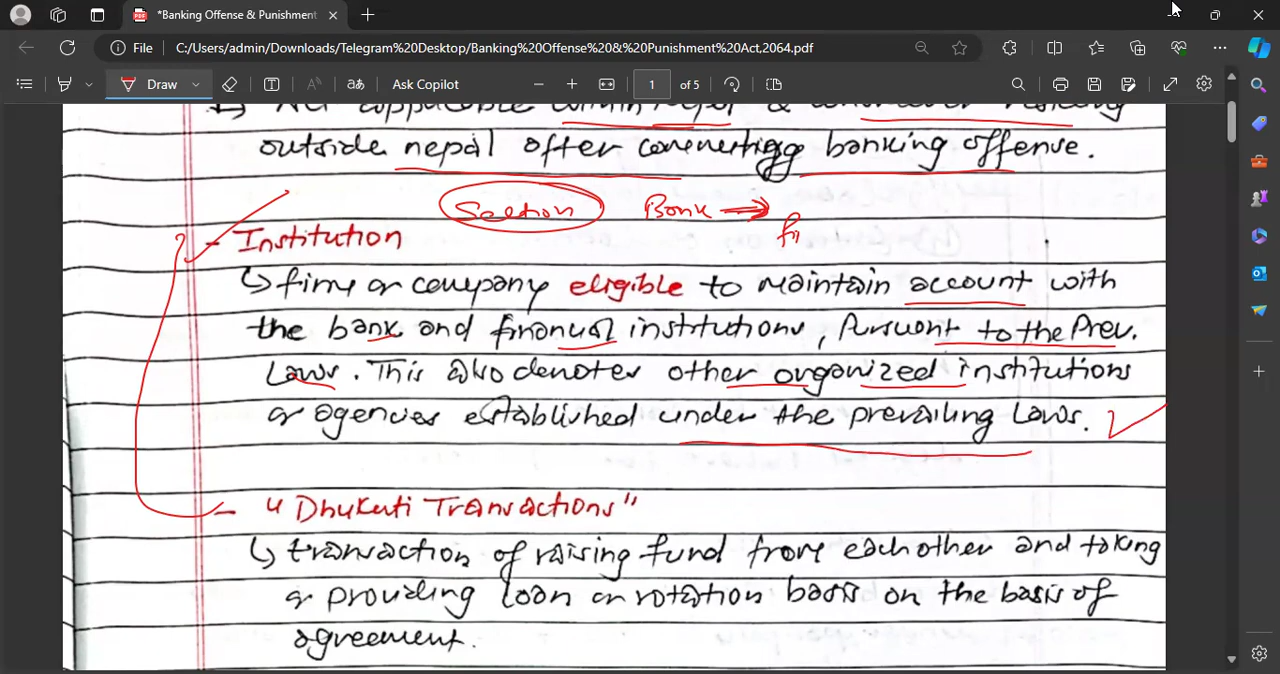 *Banking Offense & Punishment
File C:/Users/admin/Downloads/Telegram%20Desktop/Banking%20Offense%20&%20Punishment%20Act,2064.pdf
Draw aあ Ask Copilot 1 of 5
outside nepal after committing banking offense.
Section Bank
- Institution
↳ firm or company eligible to maintain account with
the bank and financial institutions, Pursuant to the Prev.
Laws. This also denotes other organized institutions
or agencies established under the prevailing Laws.
- "Dhukuti Transactions"
↳ transaction of raising fund from each other and taking
or providing loan on rotation basis on the basis of
agreement.